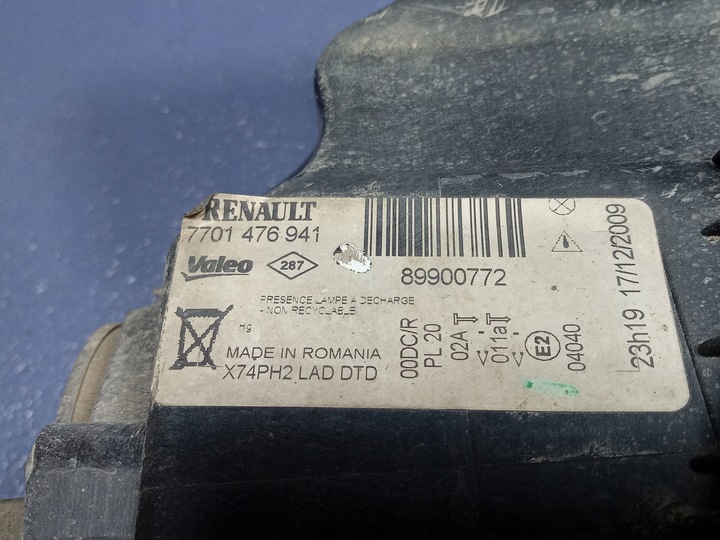 RENAULT
7701 476 941
Valeo 287
89900772
PRESENCE LAMPE A DECHARGE
- NON RECYCLABLE
Hg
MADE IN ROMANIA
X74PH2 LAD DTD
00DC/R
PL 20
02A
011a
E2
04040
23h19 17/12/2009